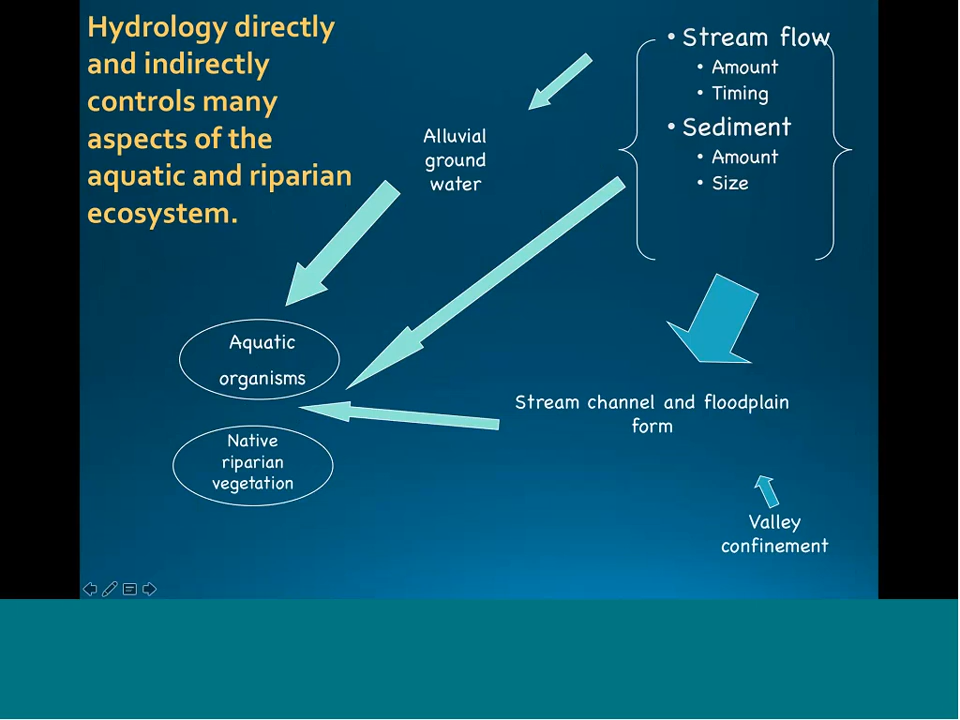 Hydrology directly
and indirectly
controls many
aspects of the
aquatic and riparian
ecosystem.
• Stream flow
• Amount
• Timing
• Sediment
• Amount
• Size
Alluvial
ground
water
Aquatic
organisms
Stream channel and floodplain
form
Native
riparian
vegetation
Valley
confinement